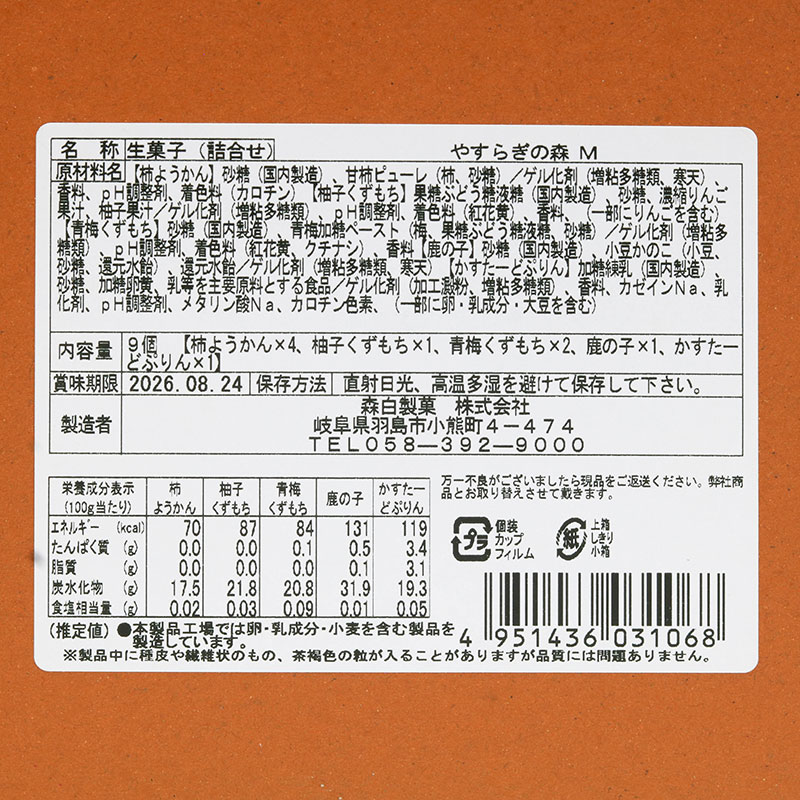 名 称 生菓子（詰合せ） やすらぎの森 M
原材料名【柿ようかん】砂糖（国内製造）、甘柿ピューレ（柿、砂糖）／ゲル化剤（増粘多糖類、寒天）、
香料、pH調整剤、着色料（カロチン）【柚子くずもち】果糖ぶどう糖液糖（国内製造）、砂糖、濃縮りんご
果汁、柚子果汁／ゲル化剤（増粘多糖類）、pH調整剤、着色料（紅花黄）、香料、（一部にりんごを含む）
【青梅くずもち】砂糖（国内製造）、青梅加糖ペースト（梅、果糖ぶどう糖液糖、砂糖）／ゲル化剤（増粘多
糖類）、pH調整剤、着色料（紅花黄、クチナシ）、香料【鹿の子】砂糖（国内製造）、小豆かのこ（小豆、
砂糖、還元水飴）、還元水飴／ゲル化剤（増粘多糖類、寒天）【かすたーどぷりん】加糖練乳（国内製造）、
砂糖、加糖卵黄、乳等を主要原料とする食品／ゲル化剤（加工澱粉、増粘多糖類）、香料、カゼインNa、乳
化剤、pH調整剤、メタリン酸Na、カロチン色素、（一部に卵・乳成分・大豆を含む）
内容量 9個 【柿ようかん×4、柚子くずもち×1、青梅くずもち×2、鹿の子×1、かすたー
どぷりん×1】
賞味期限 2026.08.24 保存方法 直射日光、高温多湿を避けて保存して下さい。
製造者 森白製菓 株式会社
岐阜県羽島市小熊町4－474
TEL058－392－9000
栄養成分表示 (100g当たり) 柿ようかん 柚子くずもち 青梅くずもち 鹿の子 かすたーどぷりん
エネルギー (kcal) 70 87 84 131 119
たんぱく質 (g) 0.0 0.0 0.1 0.5 3.4
脂質 (g) 0.0 0.0 0.0 0.1 3.1
炭水化物 (g) 17.5 21.8 20.8 31.9 19.3
食塩相当量 (g) 0.02 0.03 0.09 0.01 0.05
(推定値) ●本製品工場では卵・乳成分・小麦を含む製品を
製造しています。
※製品中に種皮や繊維状のもの、茶褐色の粒が入ることがありますが品質には問題ありません。
万一不良がございましたら現品をご返送ください。弊社商
品とお取り替えさせて戴きます。
プラ 個装
カップ
フィルム
紙 上箱
しきり
小箱
4 951436 031068